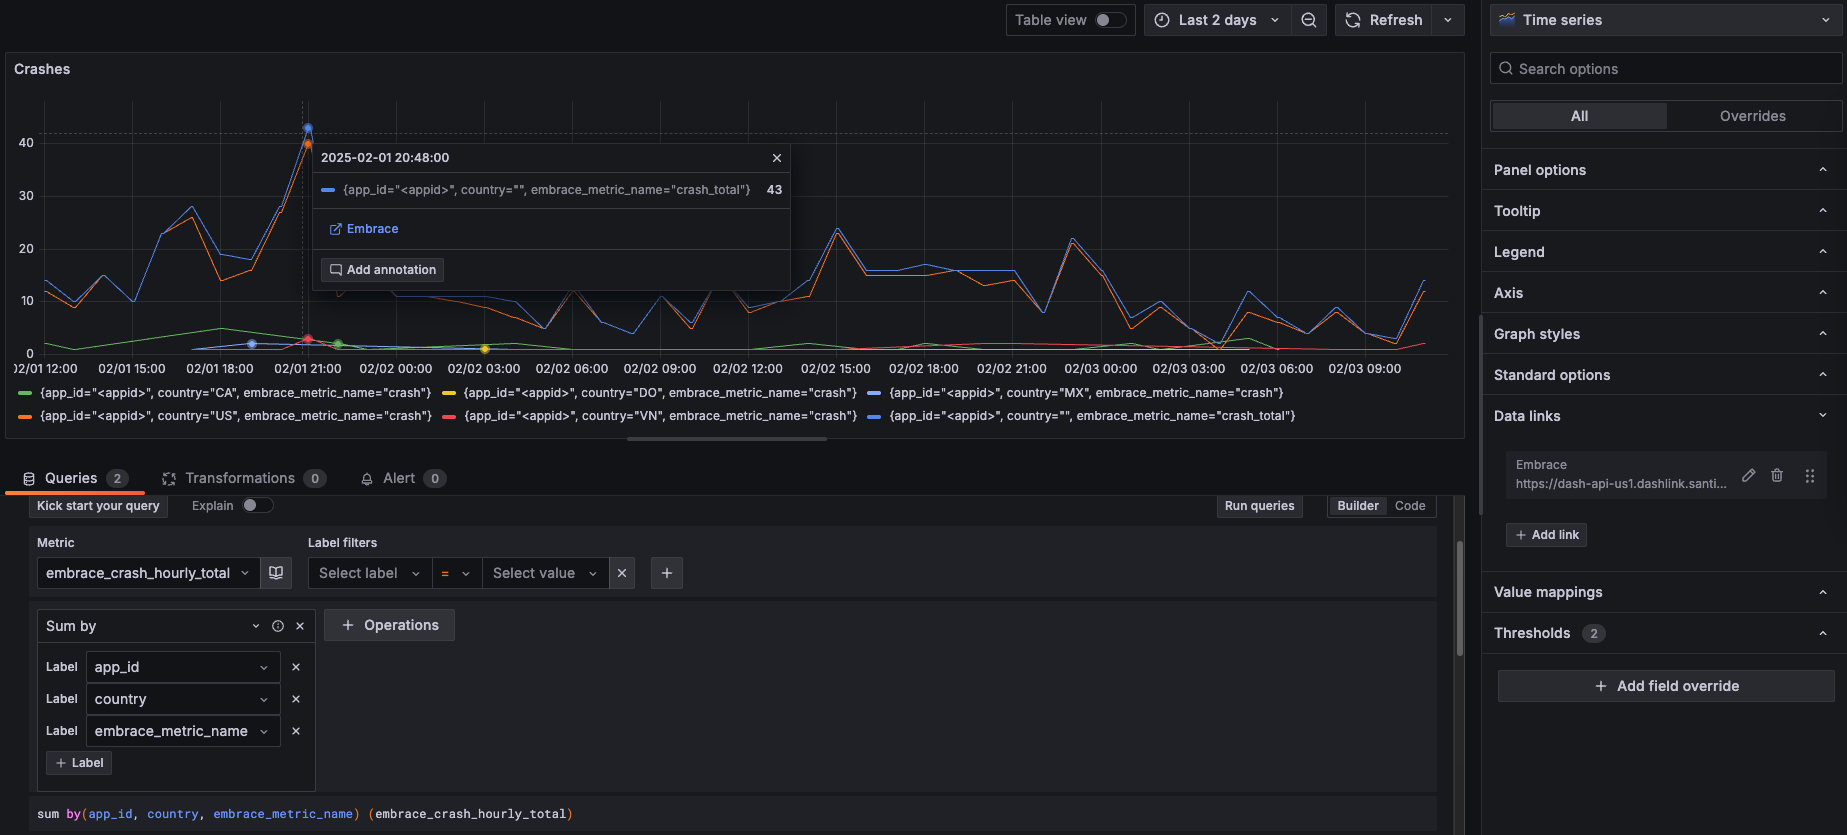 Table view
Last 2 days
Refresh
Time series
Search options
All
Overrides
Crashes
40
30
20
10
0
2025-02-01 20:48:00
{app_id="<appid>", country="", embrace_metric_name="crash_total"} 43
Embrace
Add annotation
02/01 12:00 02/01 15:00 02/01 18:00 02/01 21:00 02/02 00:00 02/02 03:00 02/02 06:00 02/02 09:00 02/02 12:00 02/02 15:00 02/02 18:00 02/02 21:00 02/03 00:00 02/03 03:00 02/03 06:00 02/03 09:00
{app_id="<appid>", country="CA", embrace_metric_name="crash"} {app_id="<appid>", country="DO", embrace_metric_name="crash"} {app_id="<appid>", country="MX", embrace_metric_name="crash"}
{app_id="<appid>", country="US", embrace_metric_name="crash"} {app_id="<appid>", country="VN", embrace_metric_name="crash"} {app_id="<appid>", country="", embrace_metric_name="crash_total"}
Queries 2
Transformations 0
Alert 0
Kick start your query
Explain
Run queries
Builder
Code
Metric
Label filters
embrace_crash_hourly_total
Select label
=
Select value
Sum by
Operations
Label app_id
Label country
Label embrace_metric_name
+ Label
sum by(app_id, country, embrace_metric_name) (embrace_crash_hourly_total)
Panel options
Tooltip
Legend
Axis
Graph styles
Standard options
Data links
Embrace
https://dash-api-us1.dashlink.santi...
+ Add link
Value mappings
Thresholds 2
+ Add field override